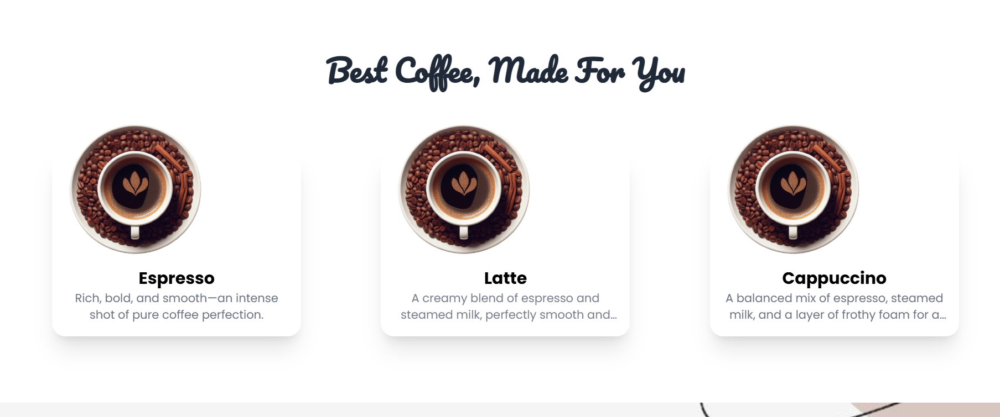 Best Coffee, Made For You
Espresso
Rich, bold, and smooth—an intense
shot of pure coffee perfection.
Latte
A creamy blend of espresso and
steamed milk, perfectly smooth and...
Cappuccino
A balanced mix of espresso, steamed
milk, and a layer of frothy foam for a...